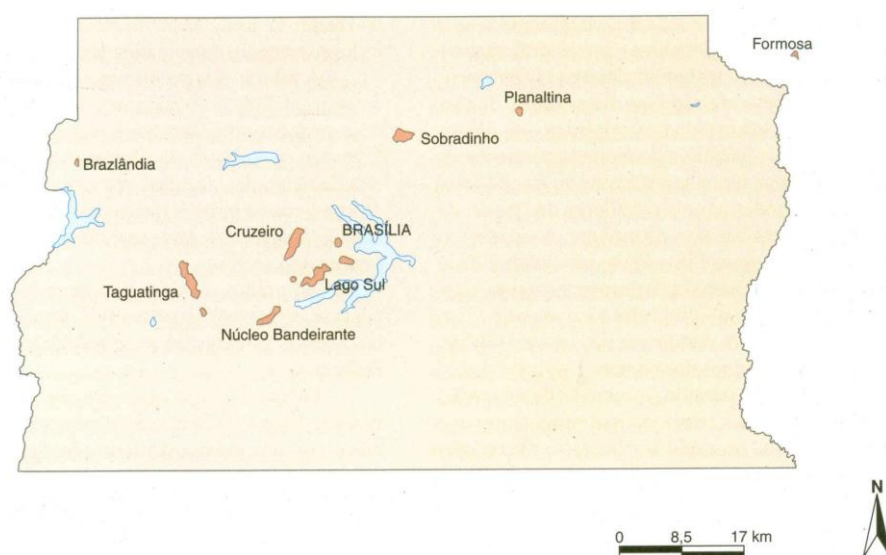 Formosa
Planaltina
Sobradinho
Brazlândia
Cruzeiro
BRASÍLIA
Taguatinga
Lago Sul
Núcleo Bandeirante
N
0 8,5 17 km